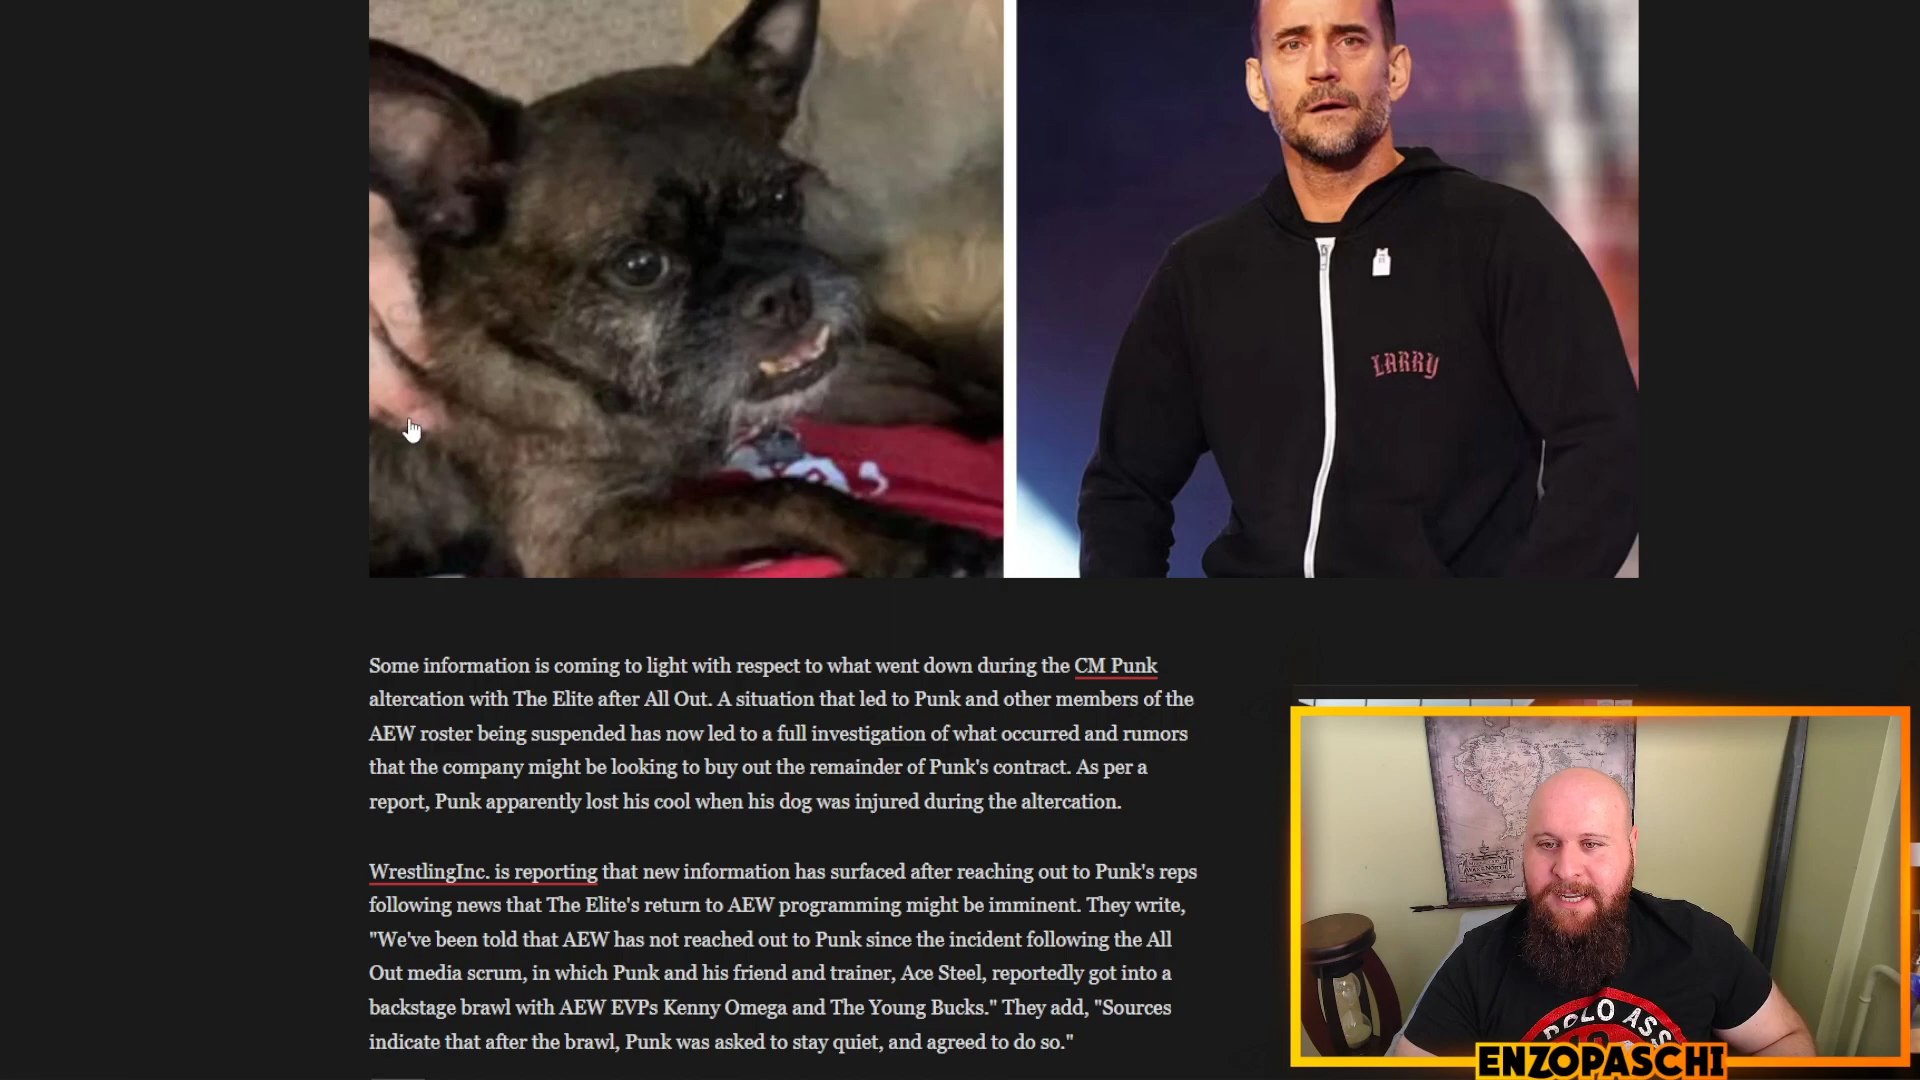 LARRY
Some information is coming to light with respect to what went down during the CM Punk
altercation with The Elite after All Out. A situation that led to Punk and other members of the
AEW roster being suspended has now led to a full investigation of what occurred and rumors
that the company might be looking to buy out the remainder of Punk's contract. As per a
report, Punk apparently lost his cool when his dog was injured during the altercation.
WrestlingInc. is reporting that new information has surfaced after reaching out to Punk's reps
following news that The Elite's return to AEW programming might be imminent. They write,
"We've been told that AEW has not reached out to Punk since the incident following the All
Out media scrum, in which Punk and his friend and trainer, Ace Steel, reportedly got into a
backstage brawl with AEW EVPs Kenny Omega and The Young Bucks." They add, "Sources
indicate that after the brawl, Punk was asked to stay quiet, and agreed to do so."
POLO ASS
ENZOPASCHI